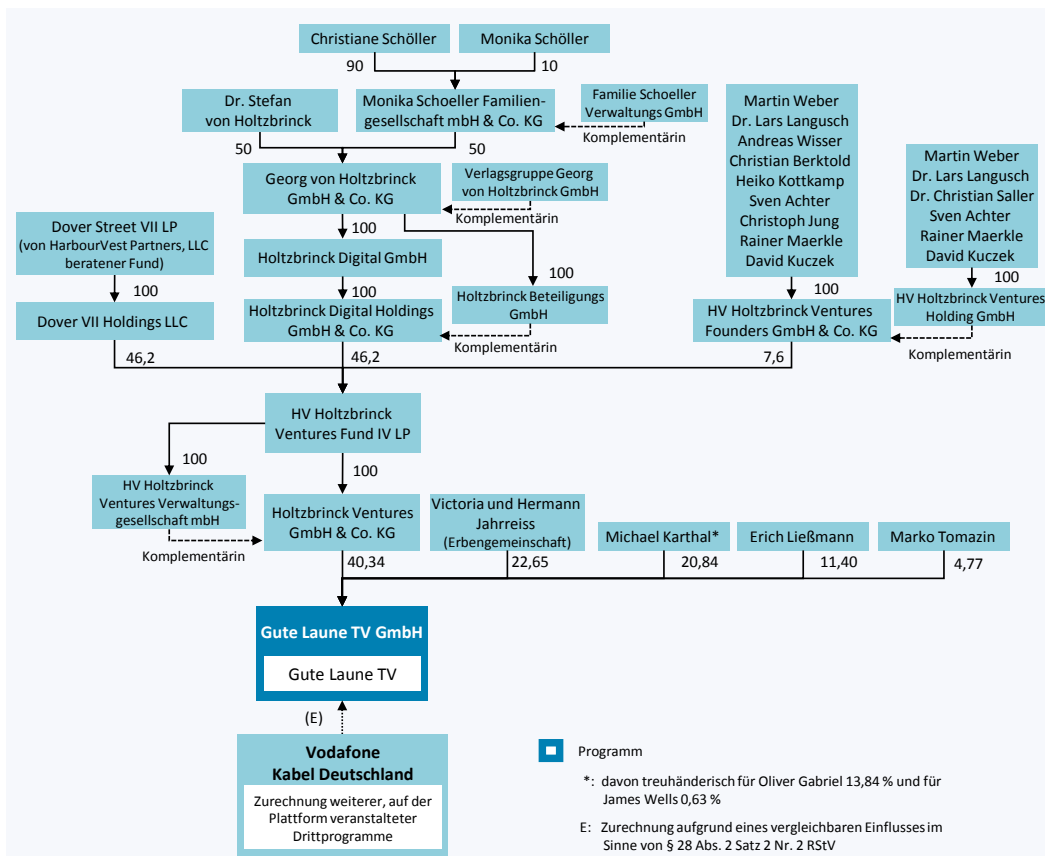 Christiane Schöller
Monika Schöller
90
10
Dr. Stefan
von Holtzbrinck
Monika Schoeller Familien-
gesellschaft mbH & Co. KG
Familie Schoeller
Verwaltungs GmbH
Komplementärin
50
50
Georg von Holtzbrinck
GmbH & Co. KG
Verlagsgruppe Georg
von Holtzbrinck GmbH
Komplementärin
100
Holtzbrinck Digital GmbH
100
100
Holtzbrinck Digital Holdings
GmbH & Co. KG
Holtzbrinck Beteiligungs
GmbH
Komplementärin
Dover Street VII LP
(von HarbourVest Partners, LLC
beratener Fund)
100
Dover VII Holdings LLC
Martin Weber
Dr. Lars Langusch
Andreas Wisser
Christian Berktold
Heiko Kottkamp
Sven Achter
Christoph Jung
Rainer Maerkle
David Kuczek
100
HV Holtzbrinck Ventures
Founders GmbH & Co. KG
Martin Weber
Dr. Lars Langusch
Dr. Christian Saller
Sven Achter
Rainer Maerkle
David Kuczek
100
HV Holtzbrinck Ventures
Holding GmbH
Komplementärin
46,2
46,2
7,6
HV Holtzbrinck
Ventures Fund IV LP
100
100
HV Holtzbrinck
Ventures Verwaltungs-
gesellschaft mbH
Komplementärin
Holtzbrinck Ventures
GmbH & Co. KG
Victoria und Hermann
Jahrreiss
(Erbengemeinschaft)
Michael Karthal*
Erich Ließmann
Marko Tomazin
40,34
22,65
20,84
11,40
4,77
Gute Laune TV GmbH
Gute Laune TV
(E)
Vodafone
Kabel Deutschland
Zurechnung weiterer, auf der
Plattform veranstalteter
Drittprogramme
Programm
*: davon treuhänderisch für Oliver Gabriel 13,84 % und für
James Wells 0,63 %
E: Zurechnung aufgrund eines vergleichbaren Einflusses im
Sinne von § 28 Abs. 2 Satz 2 Nr. 2 RStV